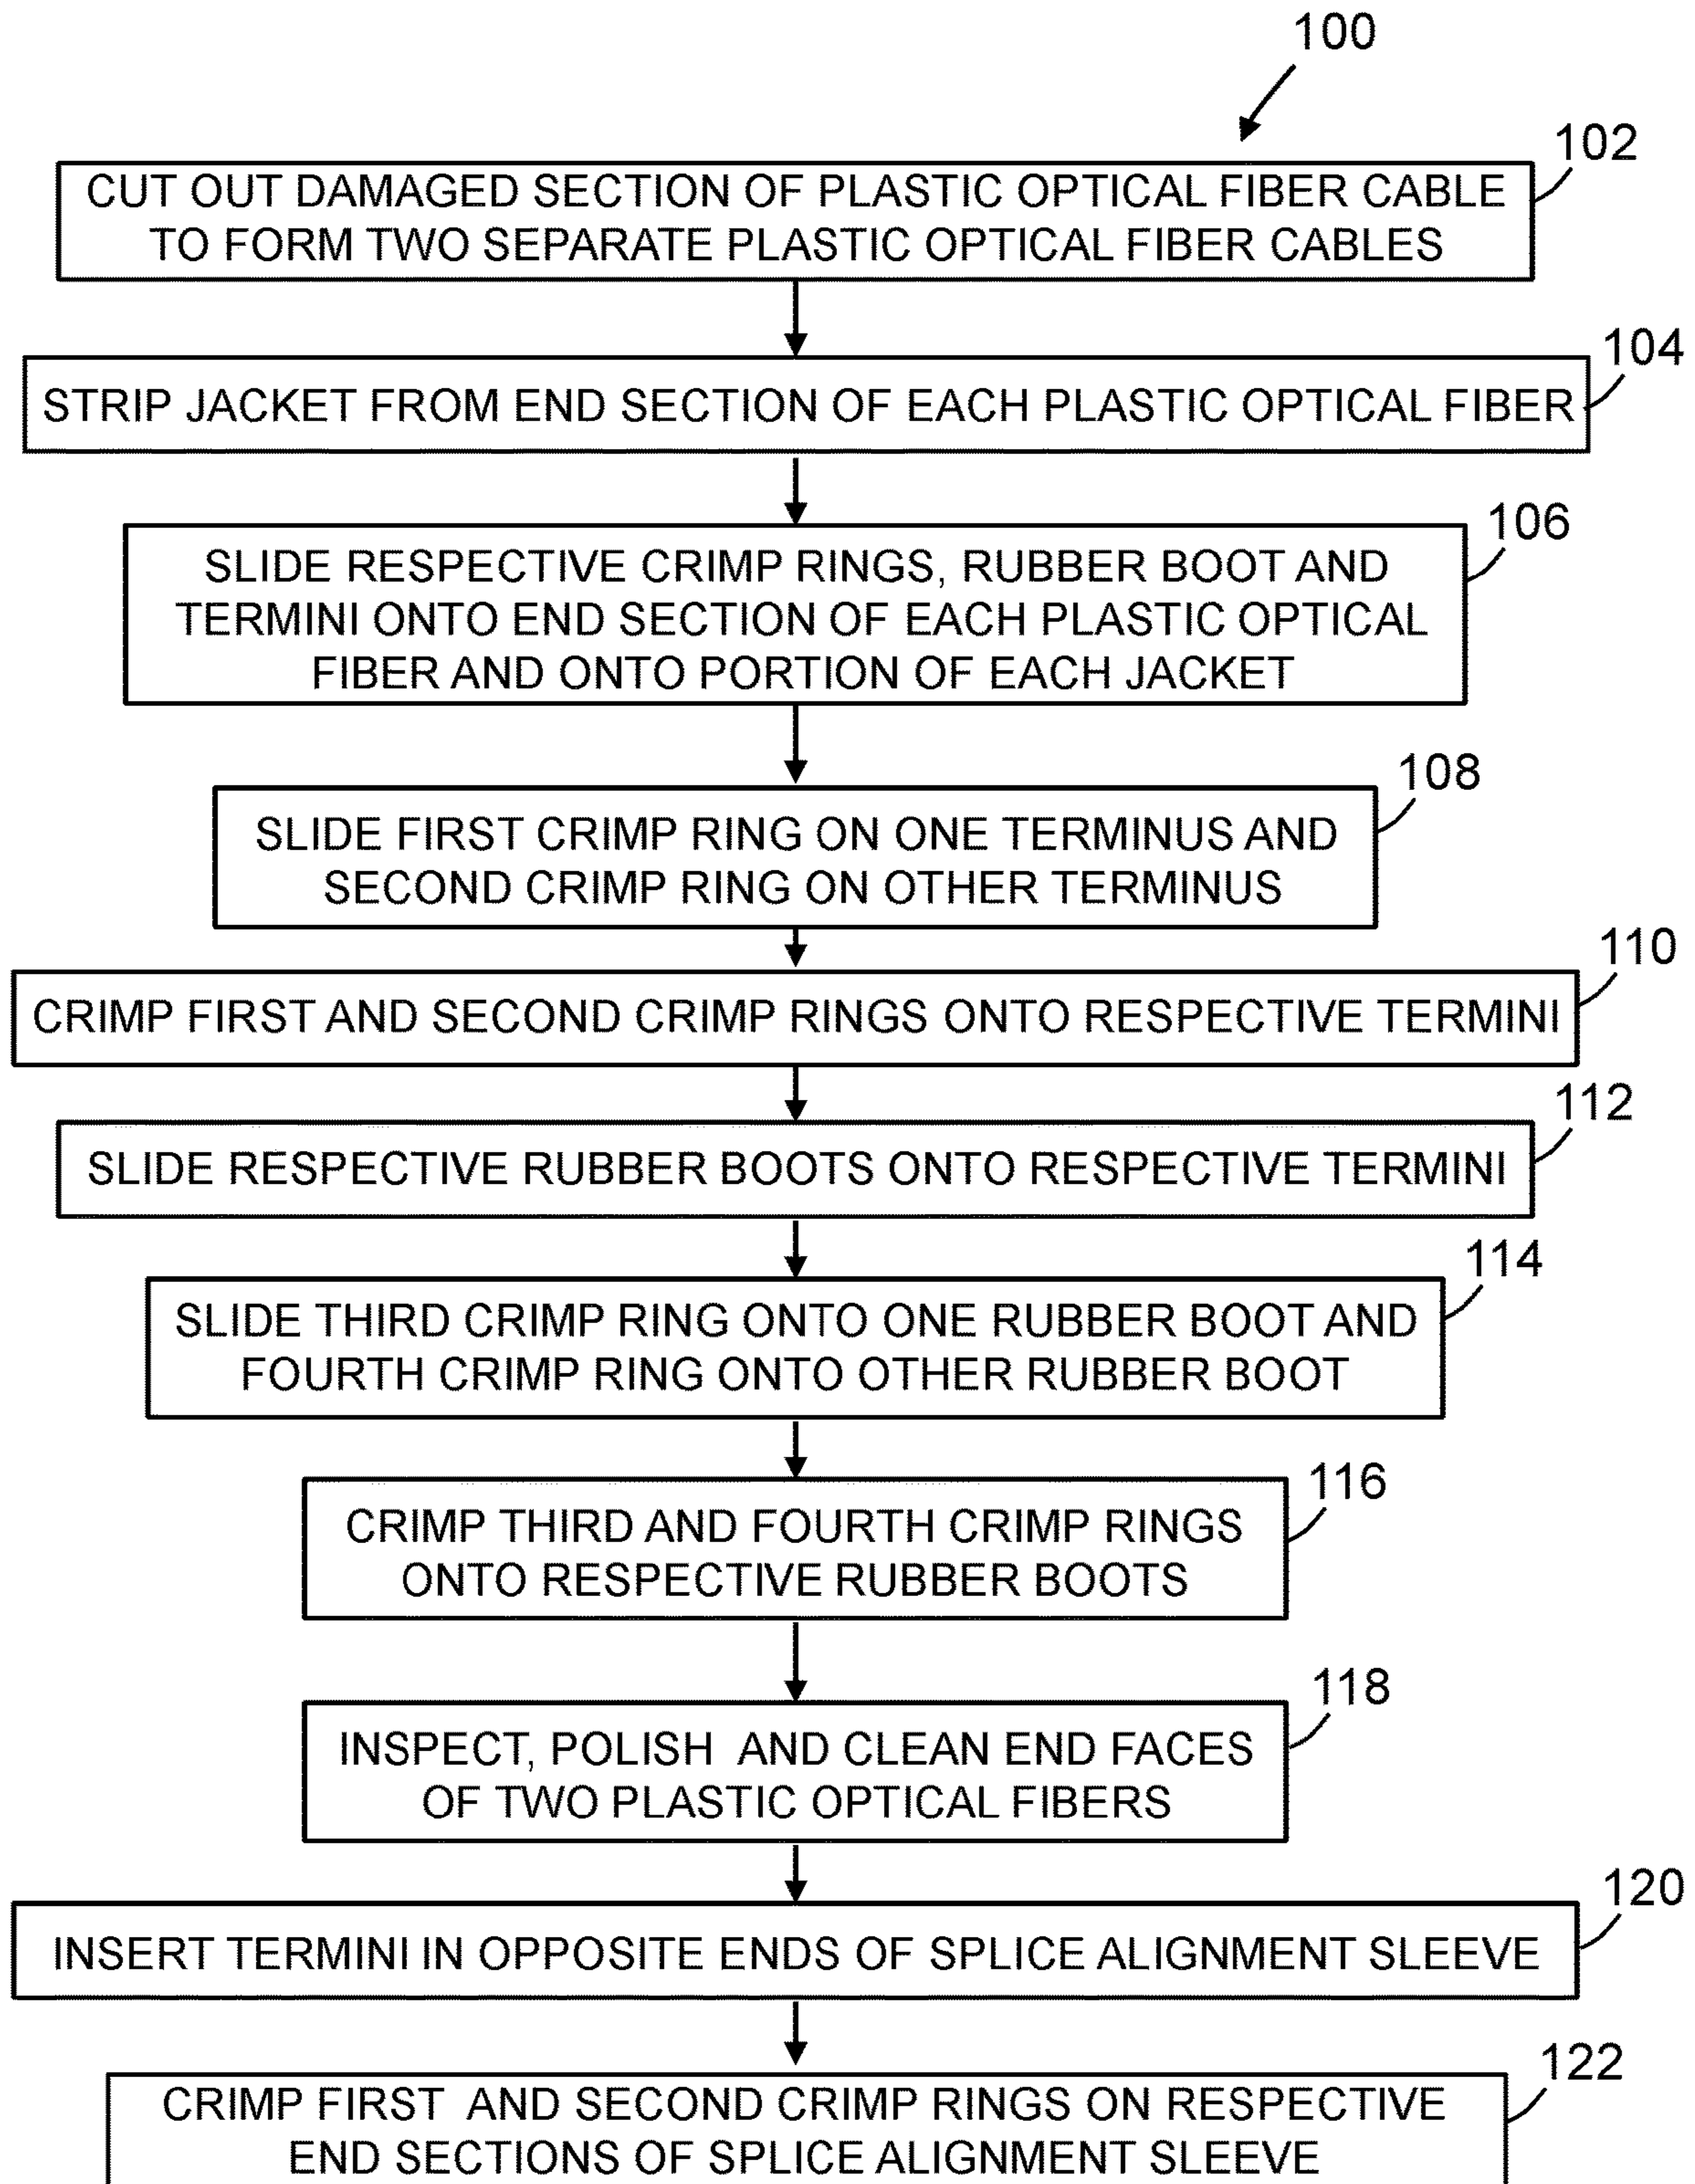 100
102
CUT OUT DAMAGED SECTION OF PLASTIC OPTICAL FIBER CABLE
TO FORM TWO SEPARATE PLASTIC OPTICAL FIBER CABLES
104
STRIP JACKET FROM END SECTION OF EACH PLASTIC OPTICAL FIBER
106
SLIDE RESPECTIVE CRIMP RINGS, RUBBER BOOT AND
TERMINI ONTO END SECTION OF EACH PLASTIC OPTICAL
FIBER AND ONTO PORTION OF EACH JACKET
108
SLIDE FIRST CRIMP RING ON ONE TERMINUS AND
SECOND CRIMP RING ON OTHER TERMINUS
110
CRIMP FIRST AND SECOND CRIMP RINGS ONTO RESPECTIVE TERMINI
112
SLIDE RESPECTIVE RUBBER BOOTS ONTO RESPECTIVE TERMINI
114
SLIDE THIRD CRIMP RING ONTO ONE RUBBER BOOT AND
FOURTH CRIMP RING ONTO OTHER RUBBER BOOT
116
CRIMP THIRD AND FOURTH CRIMP RINGS
ONTO RESPECTIVE RUBBER BOOTS
118
INSPECT, POLISH AND CLEAN END FACES
OF TWO PLASTIC OPTICAL FIBERS
120
INSERT TERMINI IN OPPOSITE ENDS OF SPLICE ALIGNMENT SLEEVE
122
CRIMP FIRST AND SECOND CRIMP RINGS ON RESPECTIVE
END SECTIONS OF SPLICE ALIGNMENT SLEEVE